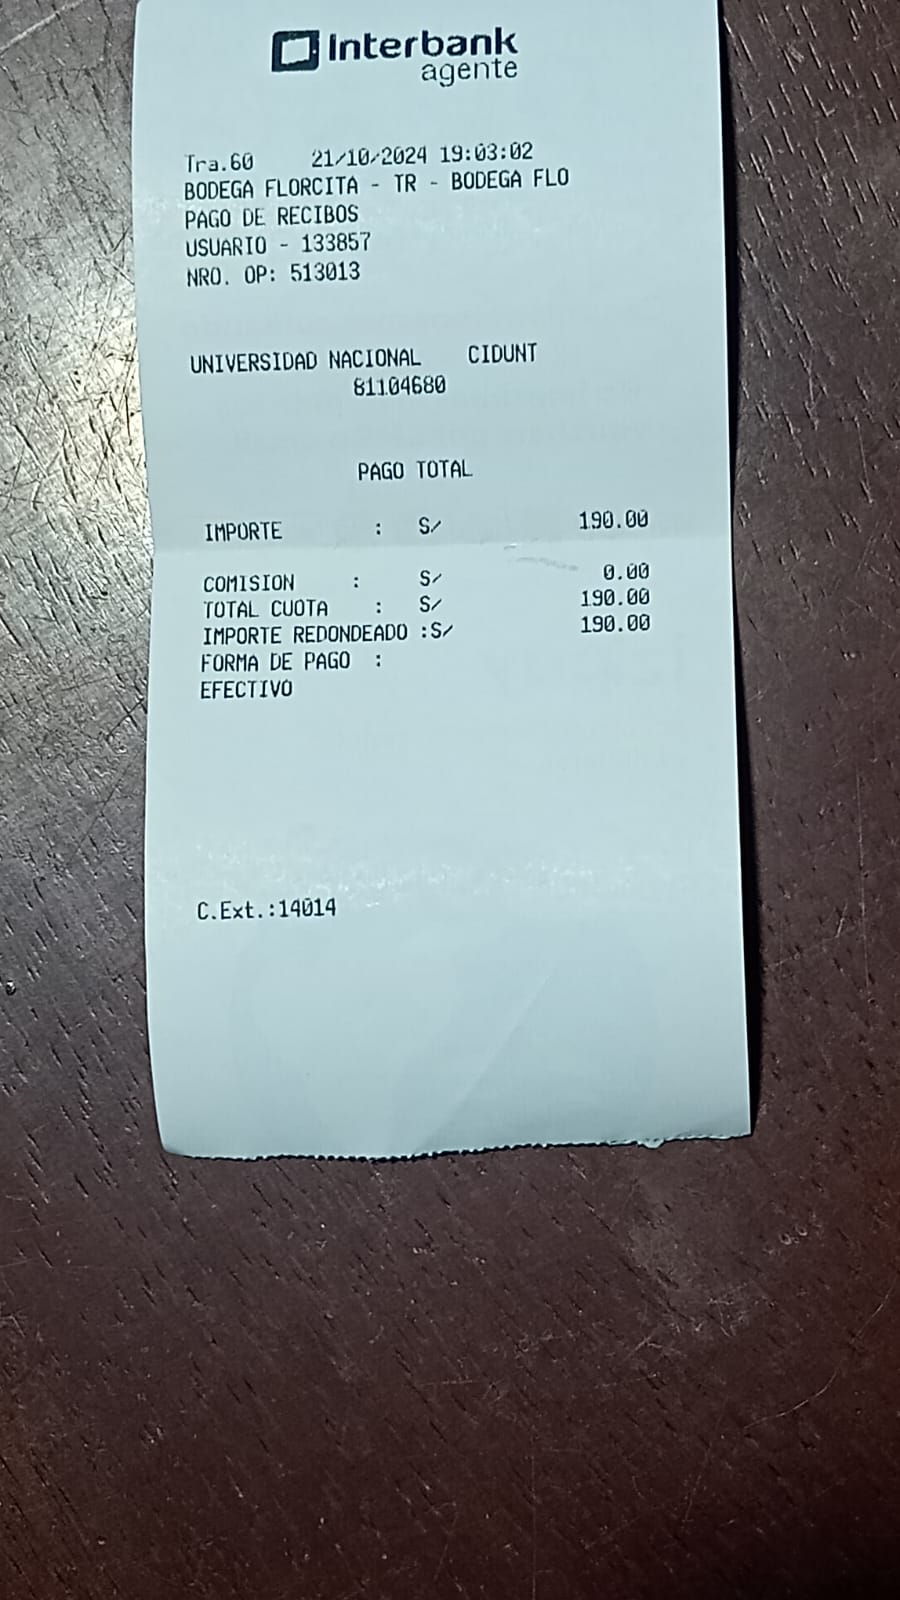 Interbank
agente
Tra.60 21/10/2024 19:03:02
BODEGA FLORCITA - TR - BODEGA FLO
PAGO DE RECIBOS
USUARIO - 133857
NRO. OP: 513013
UNIVERSIDAD NACIONAL CIDUNT
81104680
PAGO TOTAL
IMPORTE : S/ 190.00
COMISION : S/ 0.00
TOTAL CUOTA : S/ 190.00
IMPORTE REDONDEADO :S/ 190.00
FORMA DE PAGO :
EFECTIVO
C.Ext.:14014